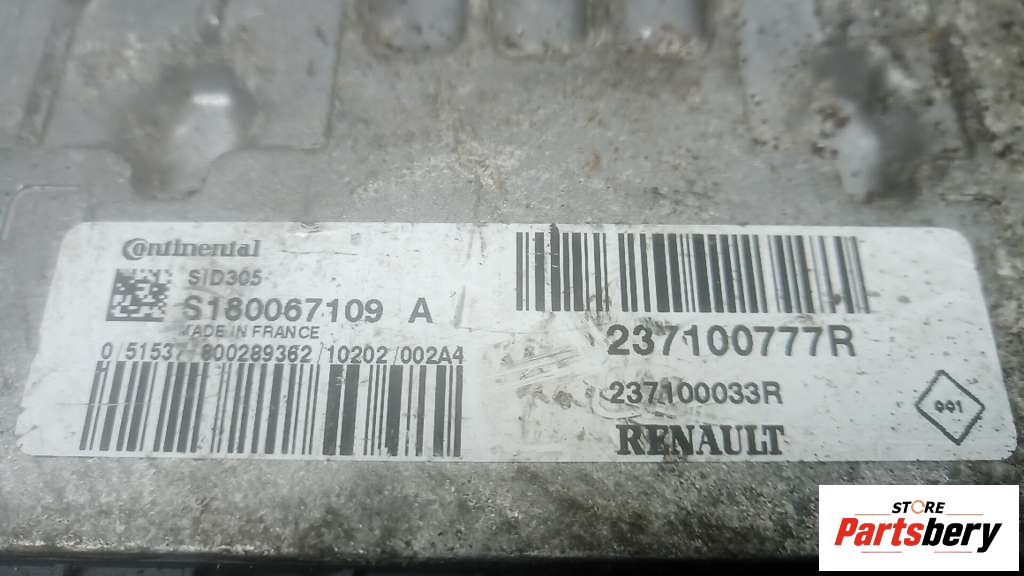 Continental
SID305
S180067109 A
MADE IN FRANCE
0 51537 800289362 10202 002A4
237100777R
237100033R
RENAULT
001
STORE
Partsbery